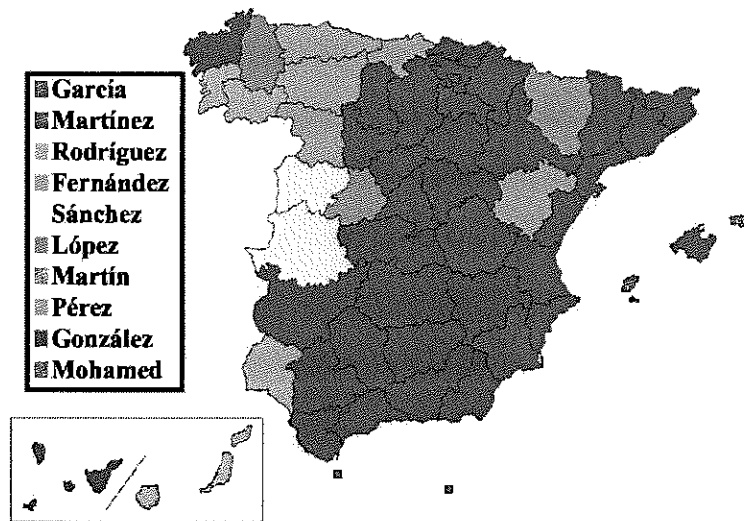 García
Martínez
Rodríguez
Fernández
Sánchez
López
Martín
Pérez
González
Mohamed